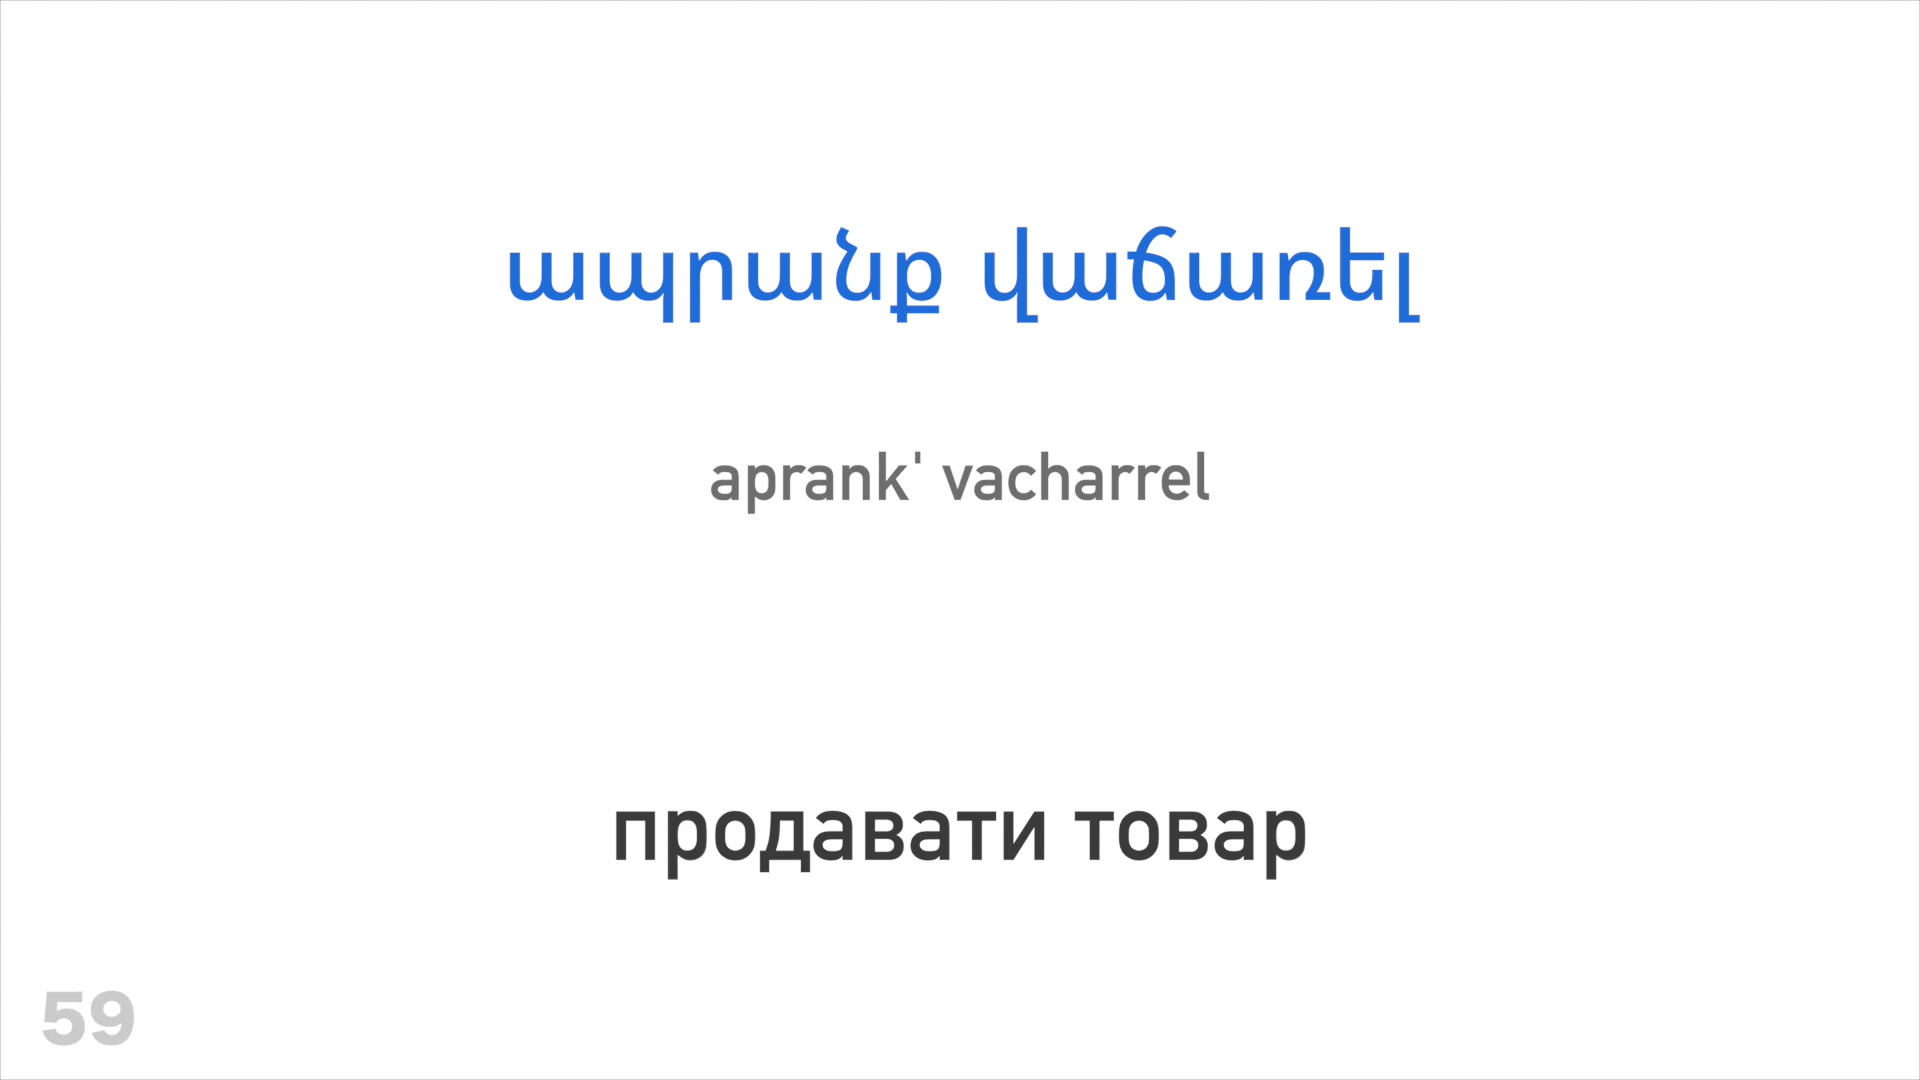 ապրանք վաճառել
aprank' vacharrel
продавати товар
59